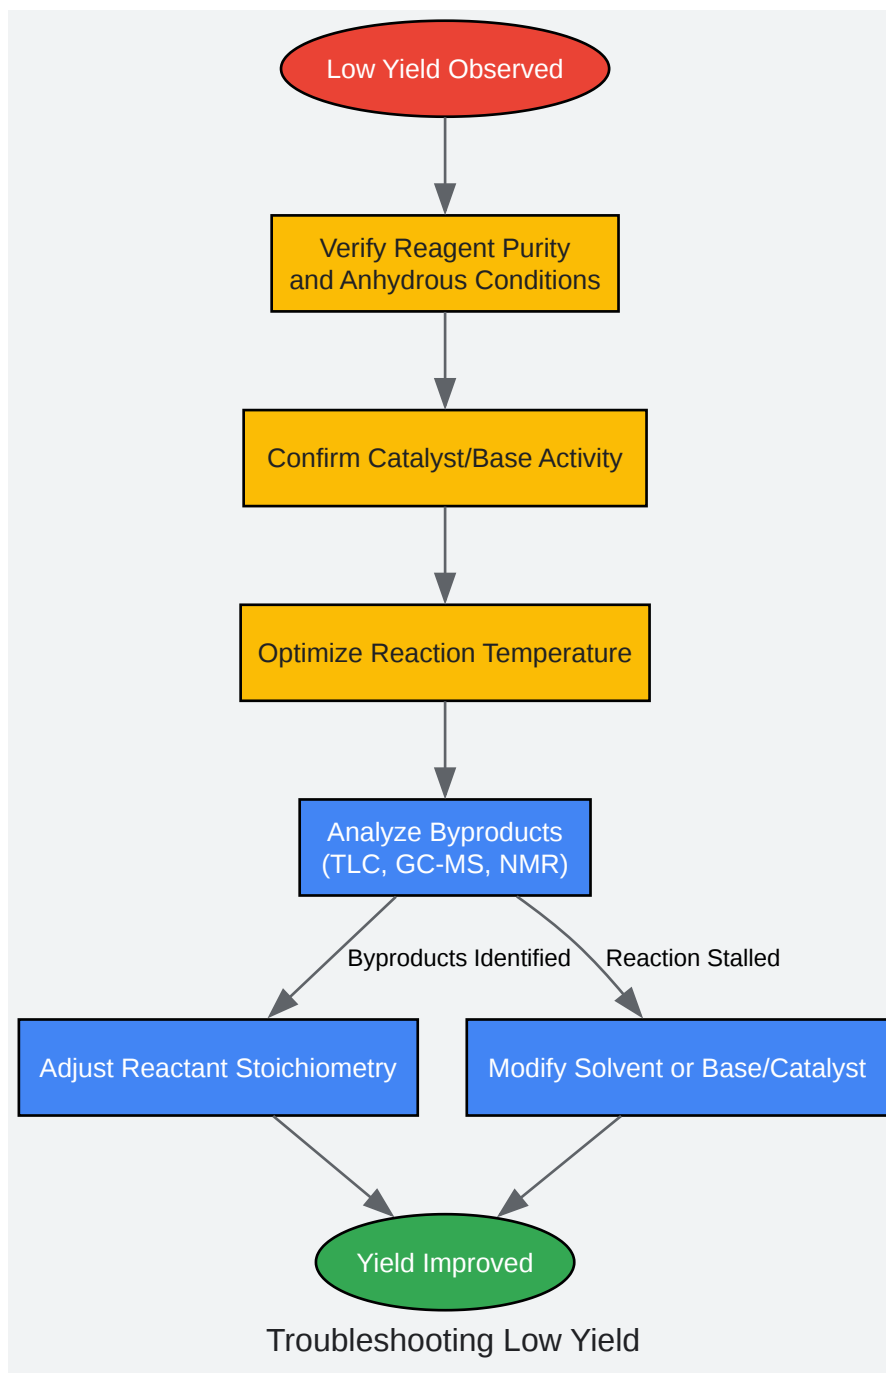 Low Yield Observed
Verify Reagent Purity
and Anhydrous Conditions
Confirm Catalyst/Base Activity
Optimize Reaction Temperature
Analyze Byproducts
(TLC, GC-MS, NMR)
Byproducts Identified
Reaction Stalled
Adjust Reactant Stoichiometry
Modify Solvent or Base/Catalyst
Yield Improved
Troubleshooting Low Yield